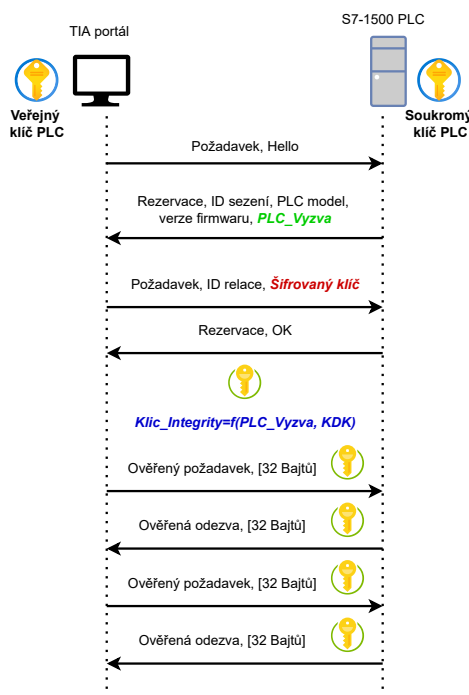 S7-1500 PLC
TIA portál
Veřejný
klíč PLC
Soukromý
klíč PLC
Požadavek, Hello
Rezervace, ID sezení, PLC model,
verze firmwaru, PLC_Vyzva
Požadavek, ID relace, Šifrovaný klíč
Rezervace, OK
Klic_Integrity=f(PLC_Vyzva, KDK)
Ověřený požadavek, [32 Bajtů]
Ověřená odezva, [32 Bajtů]
Ověřený požadavek, [32 Bajtů]
Ověřená odezva, [32 Bajtů]